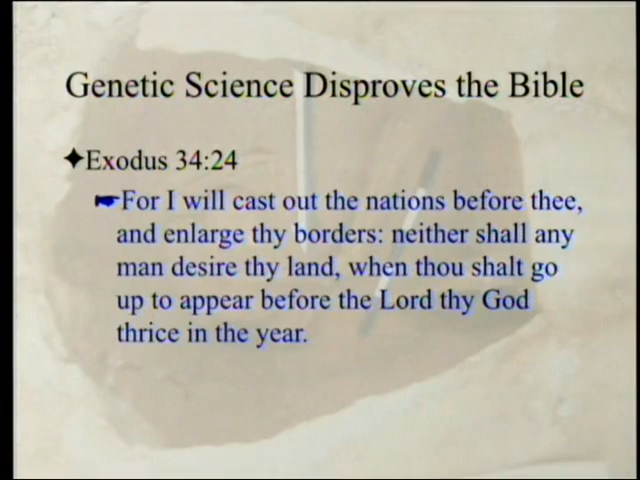 Genetic Science Disproves the Bible
Exodus 34:24
For I will cast out the nations before thee,
and enlarge thy borders: neither shall any
man desire thy land, when thou shalt go
up to appear before the Lord thy God
thrice in the year.